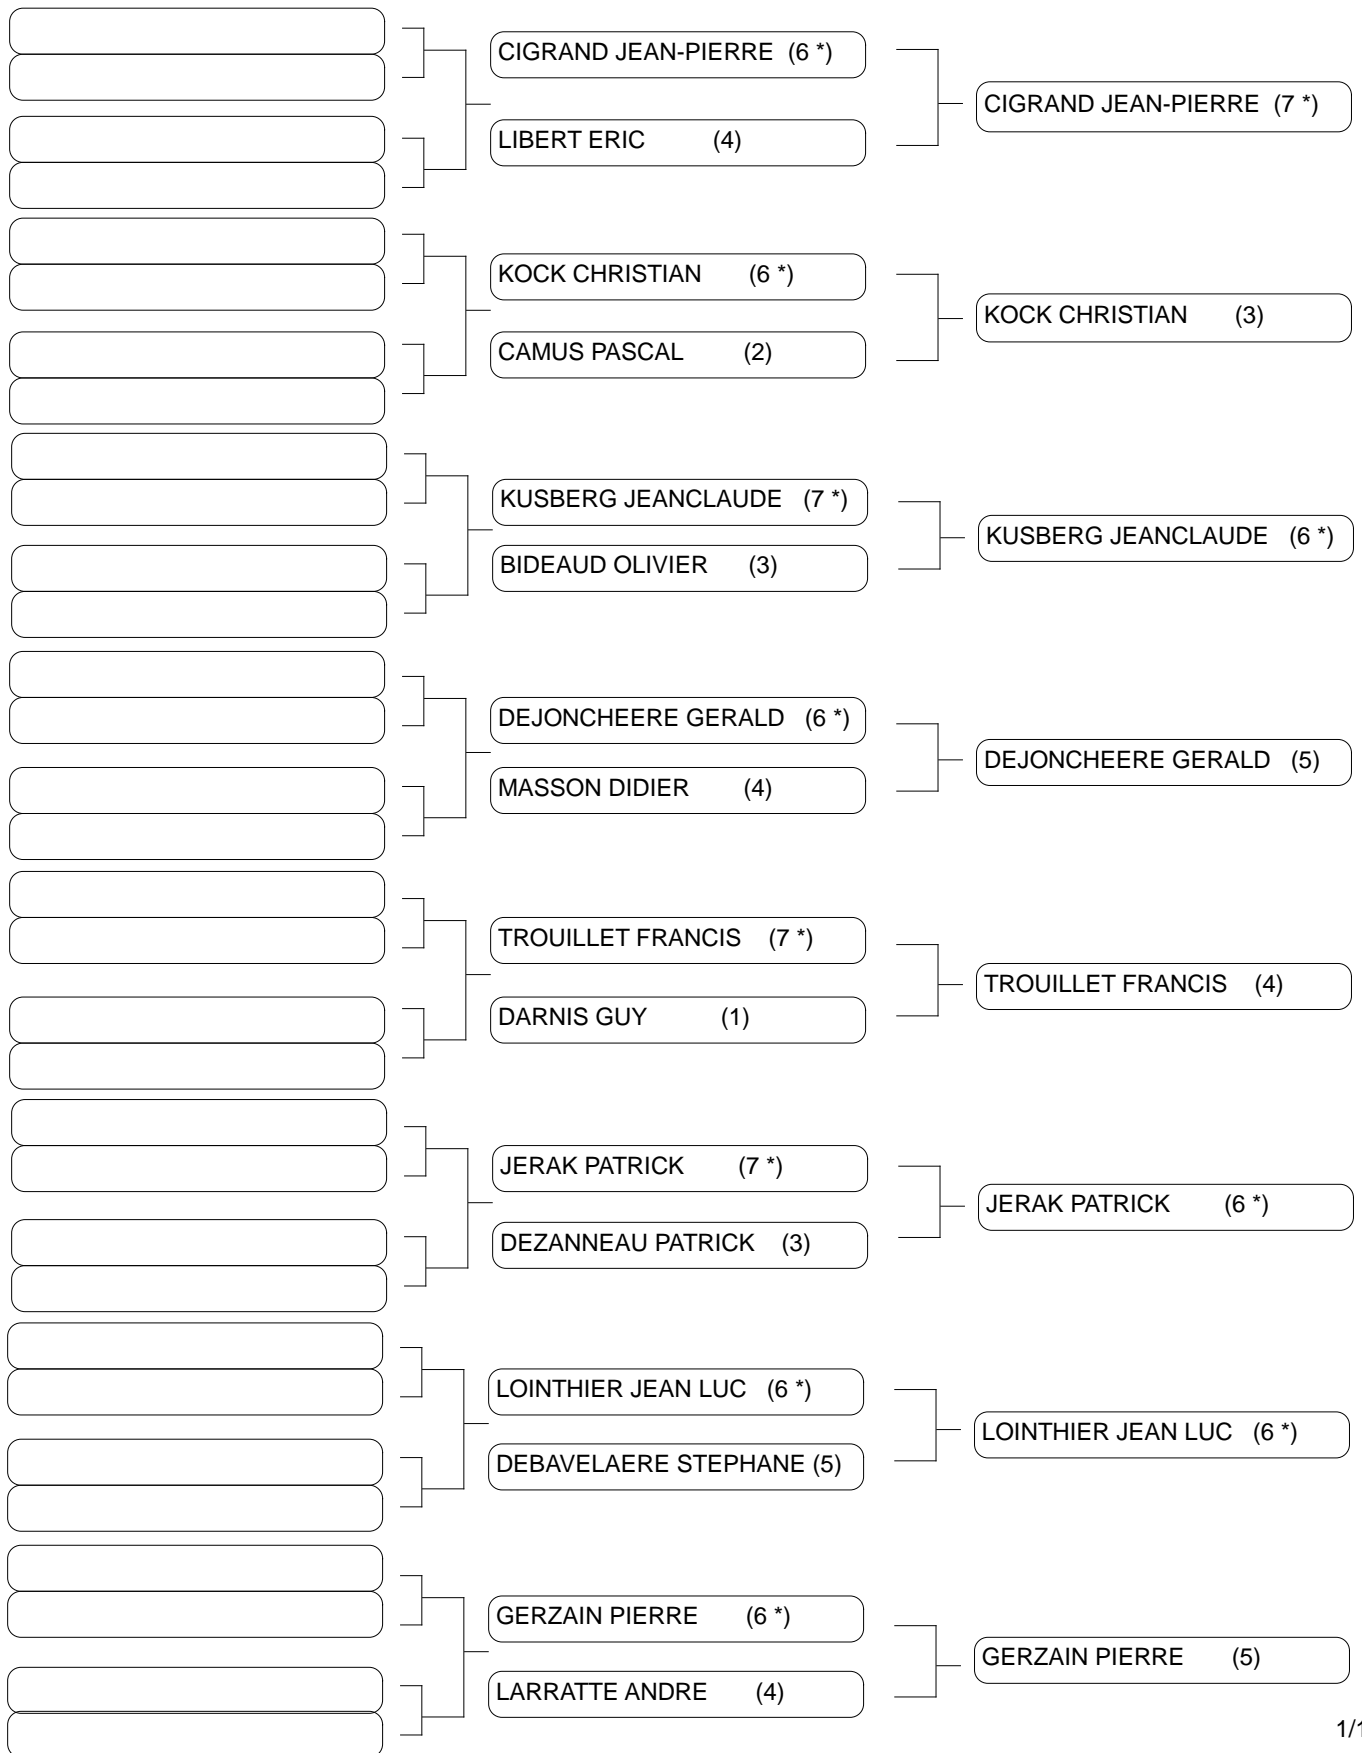 CIGRAND JEAN-PIERRE (6 *)
LIBERT ERIC (4)
CIGRAND JEAN-PIERRE (7 *)
KOCK CHRISTIAN (6 *)
CAMUS PASCAL (2)
KOCK CHRISTIAN (3)
KUSBERG JEANCLAUDE (7 *)
BIDEAUD OLIVIER (3)
KUSBERG JEANCLAUDE (6 *)
DEJONCHEERE GERALD (6 *)
MASSON DIDIER (4)
DEJONCHEERE GERALD (5)
TROUILLET FRANCIS (7 *)
DARNIS GUY (1)
TROUILLET FRANCIS (4)
JERAK PATRICK (7 *)
DEZANNEAU PATRICK (3)
JERAK PATRICK (6 *)
LOINTHIER JEAN LUC (6 *)
DEBAVELAERE STEPHANE (5)
LOINTHIER JEAN LUC (6 *)
GERZAIN PIERRE (6 *)
LARRATTE ANDRE (4)
GERZAIN PIERRE (5)
1/1